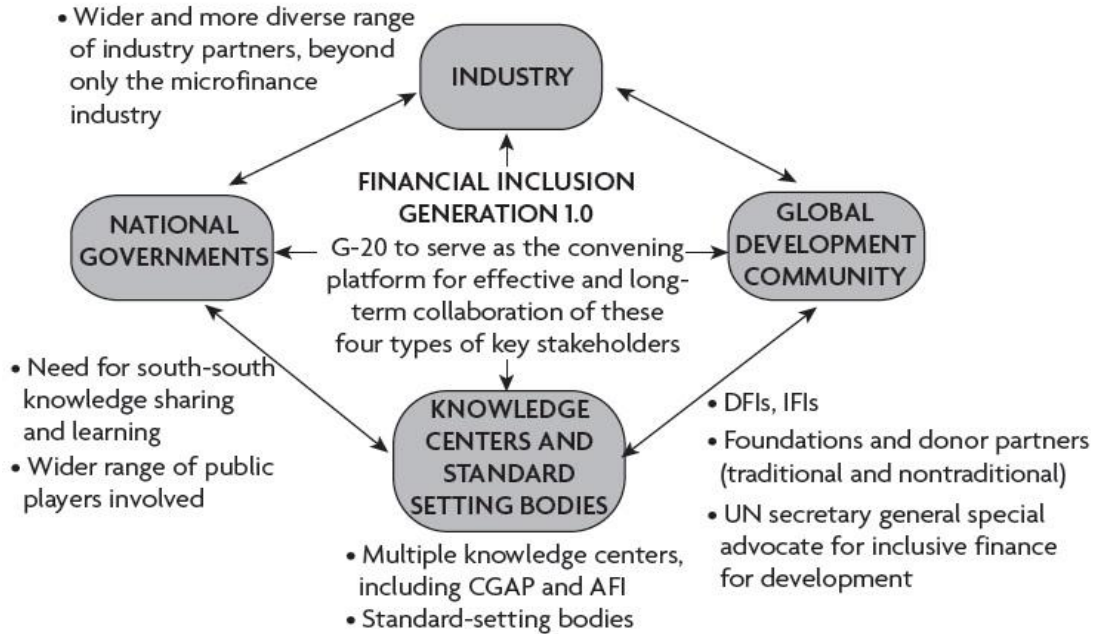 • Wider and more diverse range
of industry partners, beyond
only the microfinance
industry
INDUSTRY
FINANCIAL INCLUSION
GENERATION 1.0
G-20 to serve as the convening
platform for effective and long-
term collaboration of these
four types of key stakeholders
NATIONAL
GOVERNMENTS
GLOBAL
DEVELOPMENT
COMMUNITY
• Need for south-south
knowledge sharing
and learning
• Wider range of public
players involved
KNOWLEDGE
CENTERS AND
STANDARD
SETTING BODIES
• Multiple knowledge centers,
including CGAP and AFI
• Standard-setting bodies
• DFIs, IFIs
• Foundations and donor partners
(traditional and nontraditional)
• UN secretary general special
advocate for inclusive finance
for development